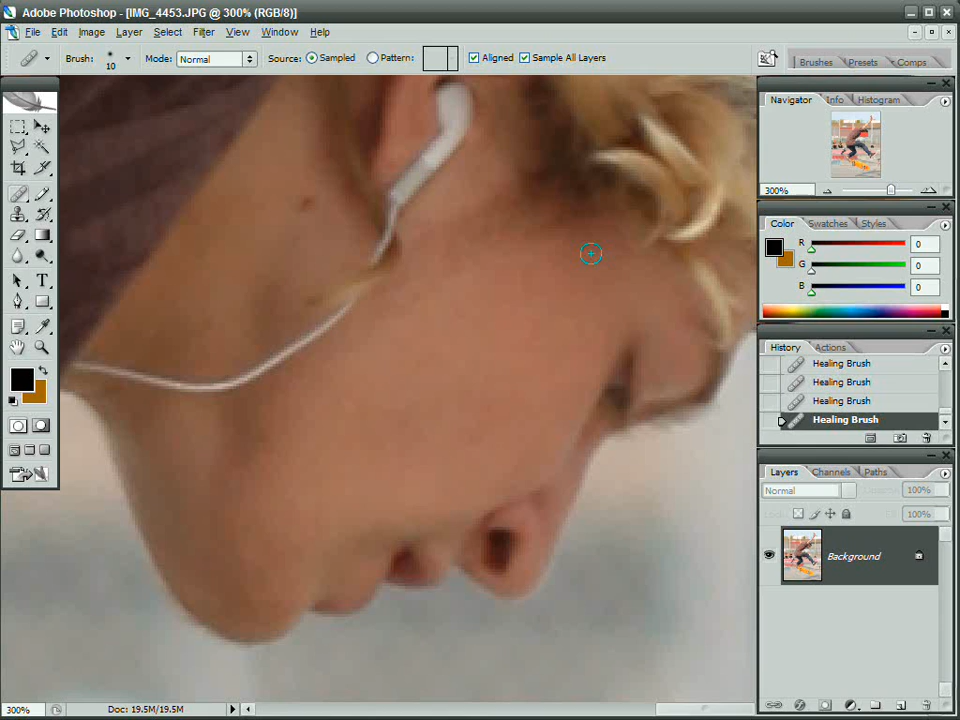 Adobe Photoshop - [IMG_4453.JPG @ 300% (RGB/8)]
File Edit Image Layer Select Filter View Window Help
Brush: 10 Mode: Normal Source: Sampled Pattern: Aligned Sample All Layers
Brushes Presets Comps
Navigator Info Histogram
300%
Color Swatches Styles
R 0
G 0
B 0
T
History Actions
Healing Brush
Healing Brush
Healing Brush
Healing Brush
Layers Channels Paths
Normal Opacity: 100%
Lock: Fill: 100%
Background
300% Doc: 19.5M/19.5M